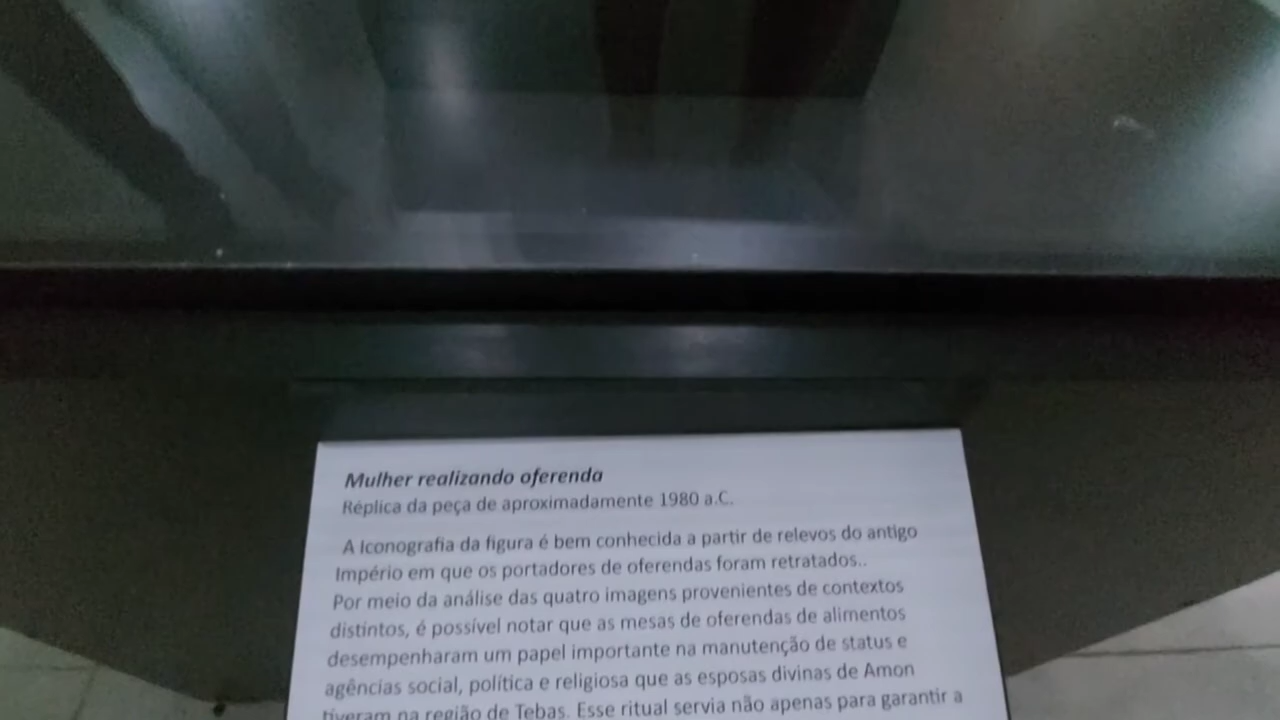 Mulher realizando oferenda
Réplica da peça de aproximadamente 1980 a.C.
A Iconografia da figura é bem conhecida a partir de relevos do antigo
Império em que os portadores de oferendas foram retratados..
Por meio da análise das quatro imagens provenientes de contextos
distintos, é possível notar que as mesas de oferendas de alimentos
desempenharam um papel importante na manutenção de status e
agências social, política e religiosa que as esposas divinas de Amon
tiveram na região de Tebas. Esse ritual servia não apenas para garantir a